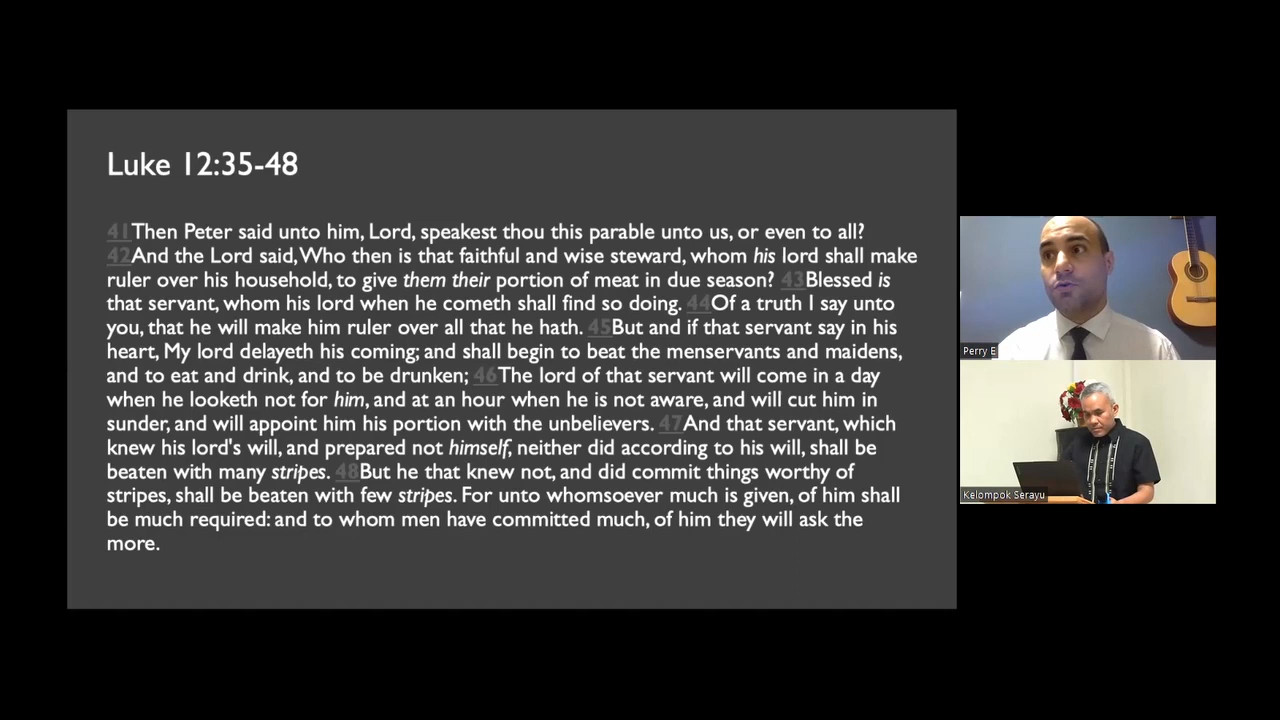 Luke 12:35-48
41Then Peter said unto him, Lord, speakest thou this parable unto us, or even to all?
42And the Lord said, Who then is that faithful and wise steward, whom his lord shall make
ruler over his household, to give them their portion of meat in due season? 43Blessed is
that servant, whom his lord when he cometh shall find so doing. 44Of a truth I say unto
you, that he will make him ruler over all that he hath. 45But and if that servant say in his
heart, My lord delayeth his coming; and shall begin to beat the menservants and maidens,
and to eat and drink, and to be drunken; 46The lord of that servant will come in a day
when he looketh not for him, and at an hour when he is not aware, and will cut him in
sunder, and will appoint him his portion with the unbelievers. 47And that servant, which
knew his lord's will, and prepared not himself, neither did according to his will, shall be
beaten with many stripes. 48But he that knew not, and did commit things worthy of
stripes, shall be beaten with few stripes. For unto whomsoever much is given, of him shall
be much required: and to whom men have committed much, of him they will ask the
more.
Perry E
Kelompok Serayu